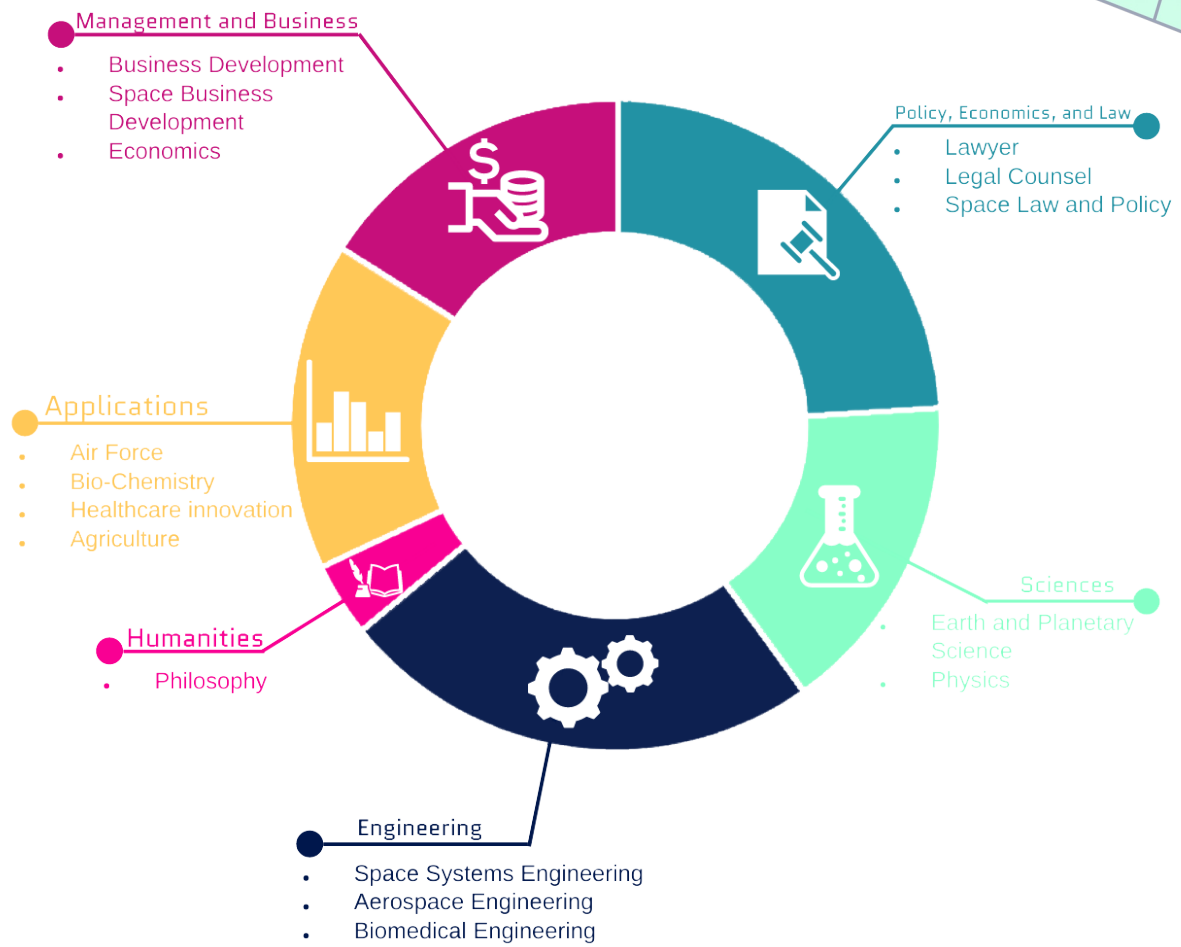 Management and Business
• Business Development
• Space Business
Development
• Economics
Policy, Economics, and Law
• Lawyer
• Legal Counsel
• Space Law and Policy
$
Applications
• Air Force
• Bio-Chemistry
• Healthcare innovation
• Agriculture
Sciences
• Earth and Planetary
Science
• Physics
Humanities
• Philosophy
Engineering
• Space Systems Engineering
• Aerospace Engineering
• Biomedical Engineering